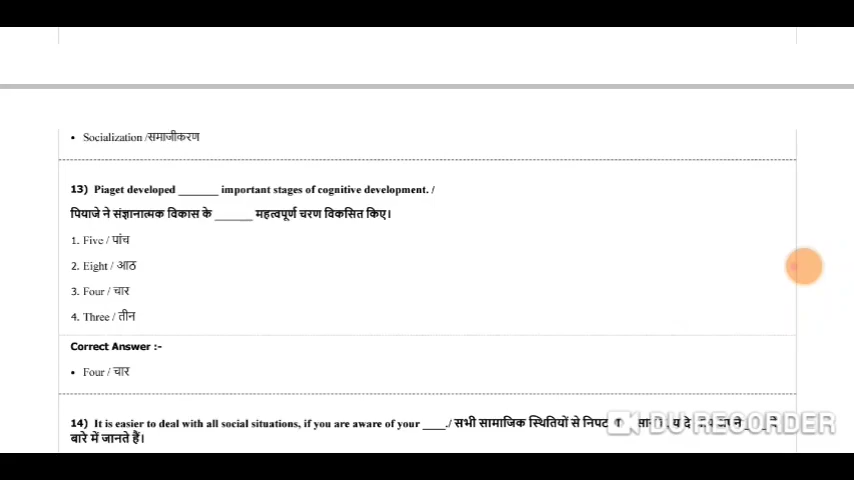 • Socialization /समाजीकरण
13) Piaget developed _______ important stages of cognitive development. /
पियाजे ने संज्ञानात्मक विकास के _______ महत्वपूर्ण चरण विकसित किए।
1. Five / पांच
2. Eight / आठ
3. Four / चार
4. Three / तीन
Correct Answer :-
• Four / चार
14) It is easier to deal with all social situations, if you are aware of your ____./ सभी सामाजिक स्थितियों से
बारे में जानते हैं।
DU RECORDER